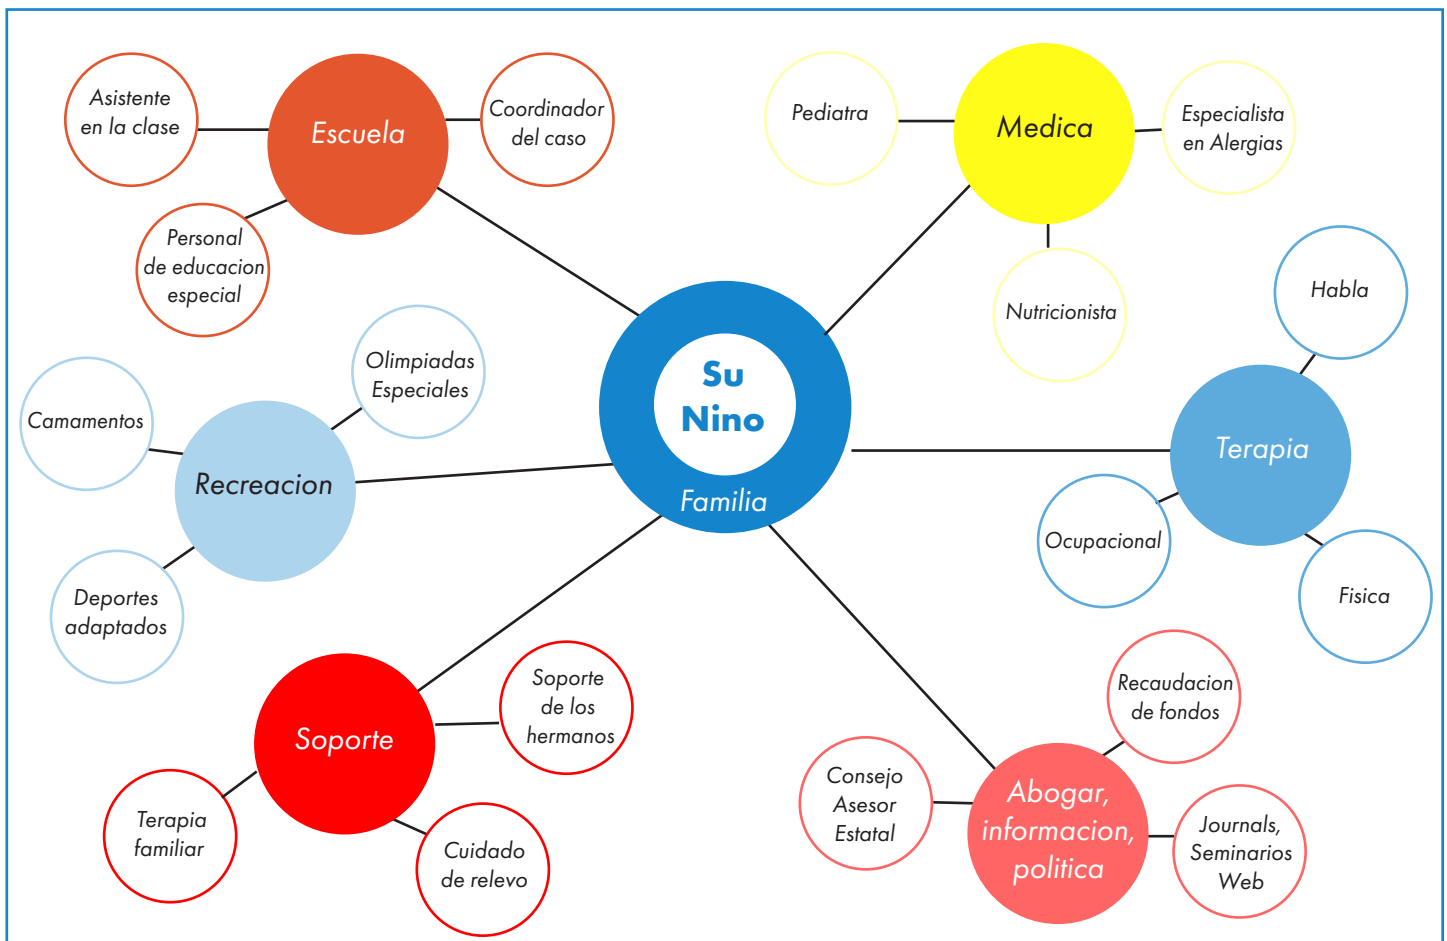 Asistente
en la clase
Escuela
Coordinador
del caso
Personal
de educacion
especial
Pediatra
Medica
Especialista
en Alergias
Nutricionista
Habla
Terapia
Ocupacional
Fisica
Su
Nino
Familia
Olimpiadas
Especiales
Camamentos
Recreacion
Deportes
adaptados
Soporte
de los
hermanos
Soporte
Terapia
familiar
Cuidado
de relevo
Recaudacion
de fondos
Consejo
Asesor
Estatal
Abogar,
informacion,
politica
Journals,
Seminarios
Web